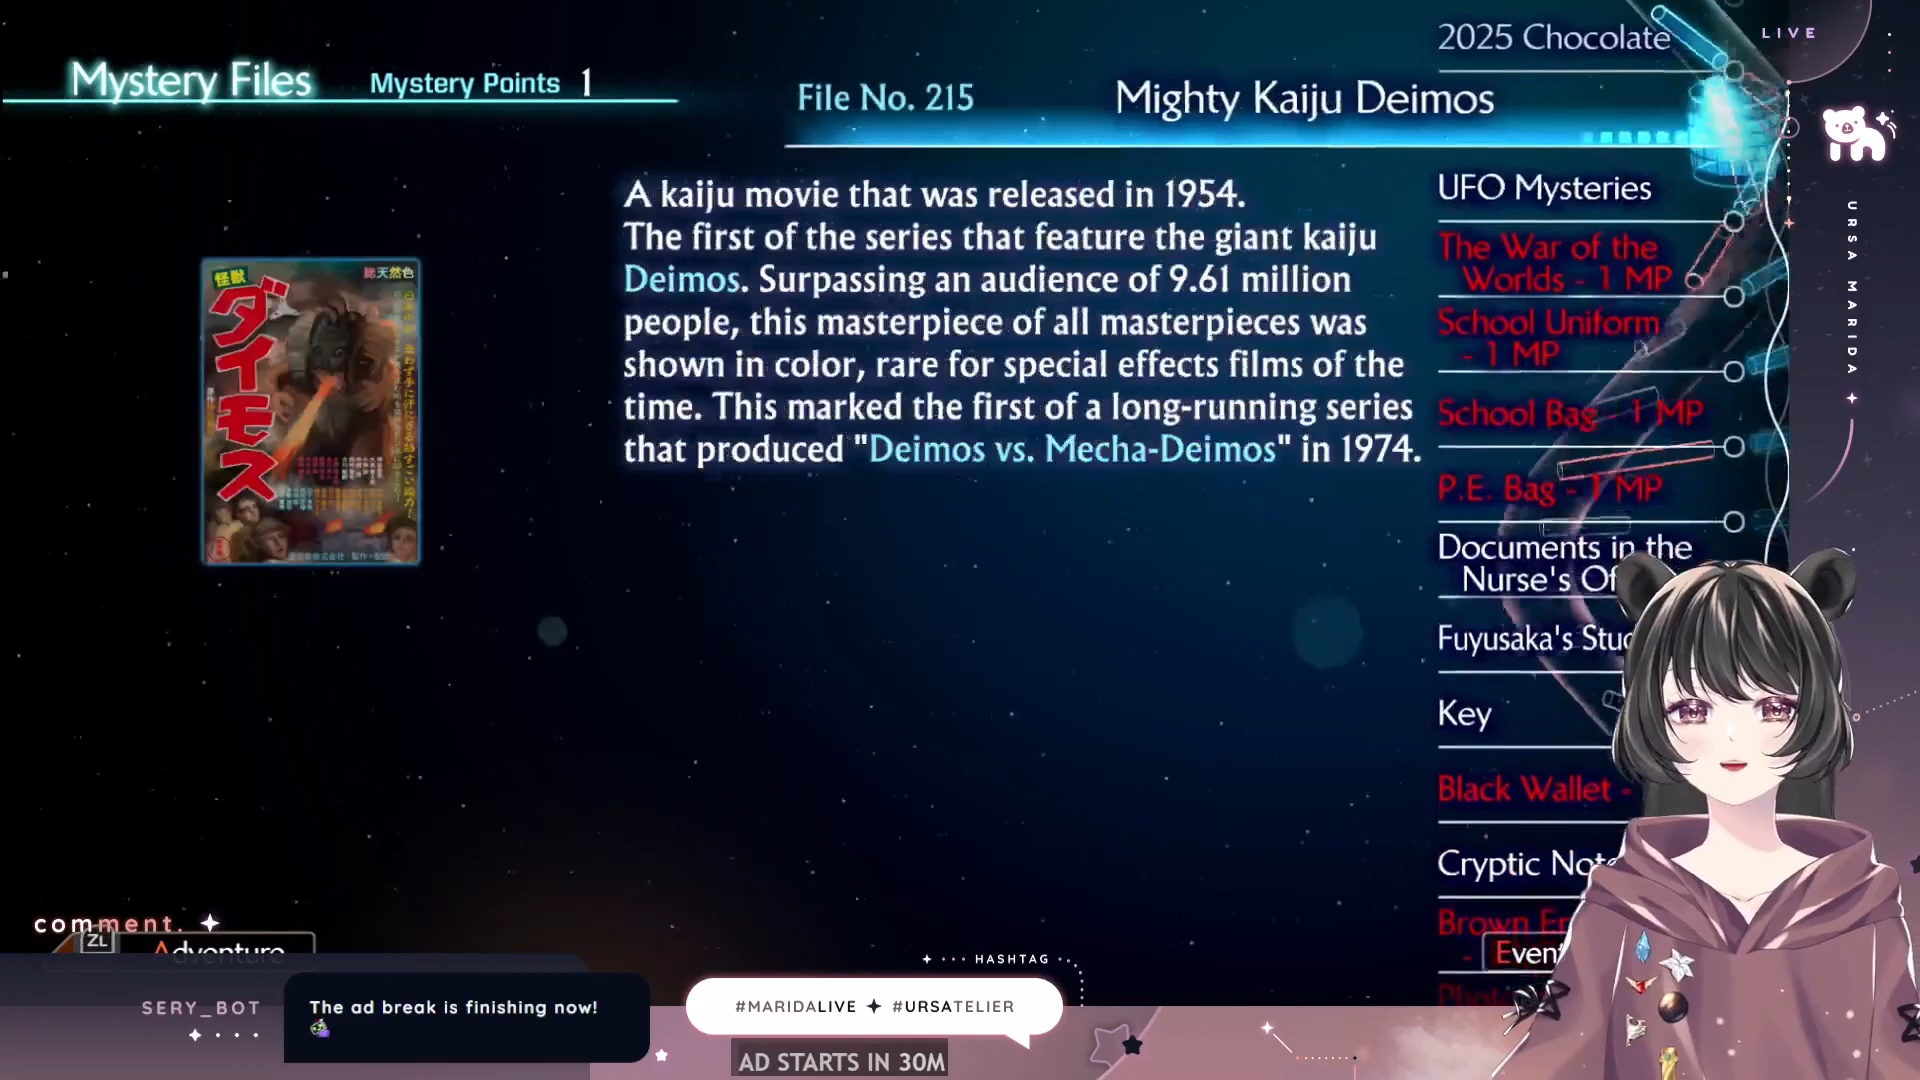 Mystery Files
Mystery Points 1
File No. 215
Mighty Kaiju Deimos
A kaiju movie that was released in 1954.
The first of the series that feature the giant kaiju
Deimos. Surpassing an audience of 9.61 million
people, this masterpiece of all masterpieces was
shown in color, rare for special effects films of the
time. This marked the first of a long-running series
that produced "Deimos vs. Mecha-Deimos" in 1974.
怪獣
総天然色
ダイモス
2025 Chocolate
UFO Mysteries
The War of the
Worlds - 1 MP
School Uniform
- 1 MP
School Bag - 1 MP
P.E. Bag - 1 MP
Documents in the
Nurse's Of
Fuyusaka's Stu
Key
Black Wallet -
Cryptic Not
Brown En
-
Event
Photo
LIVE
URSA MARIDA
comment.
ZL
Adventure
SERY_BOT
The ad break is finishing now!
HASHTAG
#MARIDALIVE #URSATELIER
AD STARTS IN 30M